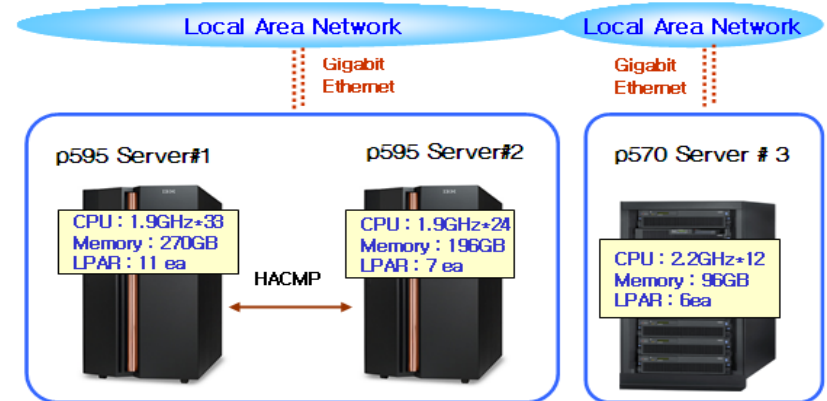 Local Area Network
Local Area Network
Gigabit
Ethernet
Gigabit
Ethernet
p595 Server#1
p595 Server#2
p570 Server # 3
CPU : 1.9GHz*33
Memory : 270GB
LPAR : 11 ea
CPU : 1.9GHz*24
Memory : 196GB
LPAR : 7 ea
CPU : 2.2GHz*12
Memory : 96GB
LPAR : 6ea
HACMP